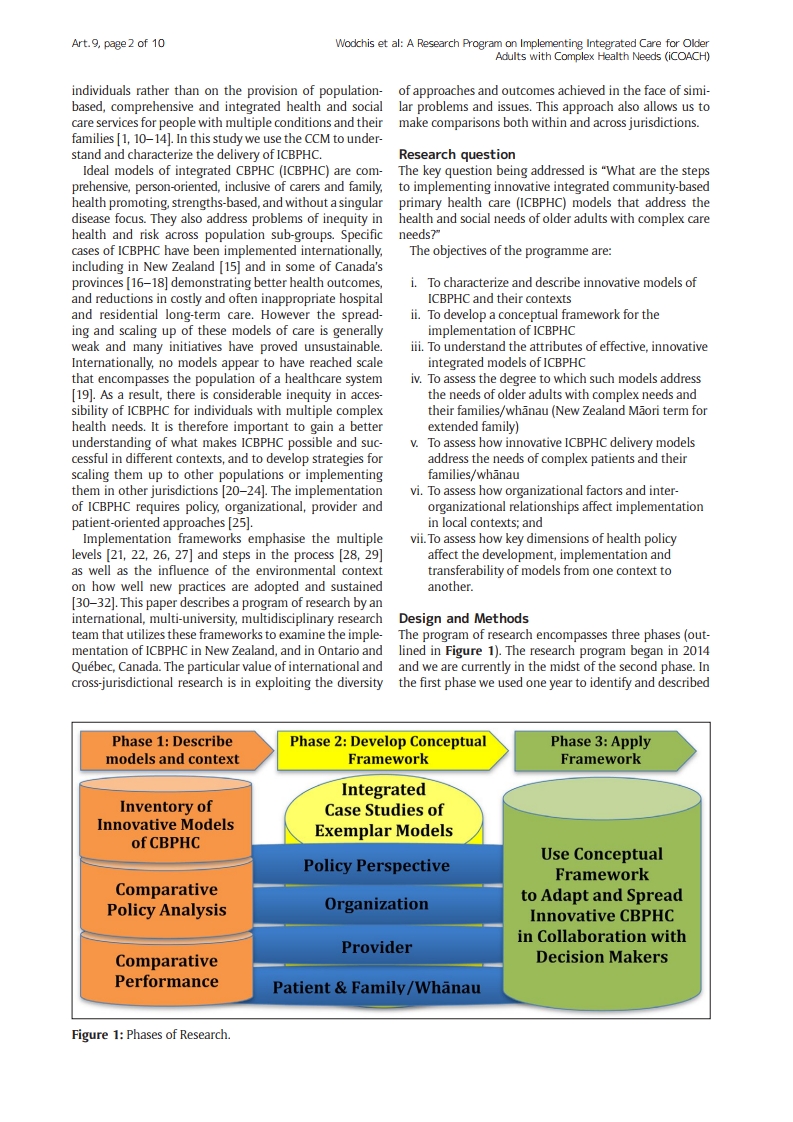 Art. 9, page 2 of 10
Wodchis et al: A Research Program on Implementing Integrated Care for Older
Adults with Complex Health Needs (iCOACH)
individuals rather than on the provision of population-
based, comprehensive and integrated health and social
care services for people with multiple conditions and their
families [1, 10–14]. In this study we use the CCM to under-
stand and characterize the delivery of ICBPHC.
Ideal models of integrated CBPHC (ICBPHC) are com-
prehensive, person-oriented, inclusive of carers and family,
health promoting, strengths-based, and without a singular
disease focus. They also address problems of inequity in
health and risk across population sub-groups. Specific
cases of ICBPHC have been implemented internationally,
including in New Zealand [15] and in some of Canada's
provinces [16–18] demonstrating better health outcomes,
and reductions in costly and often inappropriate hospital
and residential long-term care. However the spread-
ing and scaling up of these models of care is generally
weak and many initiatives have proved unsustainable.
Internationally, no models appear to have reached scale
that encompasses the population of a healthcare system
[19]. As a result, there is considerable inequity in acces-
sibility of ICBPHC for individuals with multiple complex
health needs. It is therefore important to gain a better
understanding of what makes ICBPHC possible and suc-
cessful in different contexts, and to develop strategies for
scaling them up to other populations or implementing
them in other jurisdictions [20–24]. The implementation
of ICBPHC requires policy, organizational, provider and
patient-oriented approaches [25].
Implementation frameworks emphasise the multiple
levels [21, 22, 26, 27] and steps in the process [28, 29]
as well as the influence of the environmental context
on how well new practices are adopted and sustained
[30–32]. This paper describes a program of research by an
international, multi-university, multidisciplinary research
team that utilizes these frameworks to examine the imple-
mentation of ICBPHC in New Zealand, and in Ontario and
Québec, Canada. The particular value of international and
cross-jurisdictional research is in exploiting the diversity
of approaches and outcomes achieved in the face of simi-
lar problems and issues. This approach also allows us to
make comparisons both within and across jurisdictions.
Research question
The key question being addressed is “What are the steps
to implementing innovative integrated community-based
primary health care (ICBPHC) models that address the
health and social needs of older adults with complex care
needs?”
The objectives of the programme are:
i. To characterize and describe innovative models of
ICBPHC and their contexts
ii. To develop a conceptual framework for the
implementation of ICBPHC
iii. To understand the attributes of effective, innovative
integrated models of ICBPHC
iv. To assess the degree to which such models address
the needs of older adults with complex needs and
their families/whānau (New Zealand Māori term for
extended family)
v. To assess how innovative ICBPHC delivery models
address the needs of complex patients and their
families/whānau
vi. To assess how organizational factors and inter-
organizational relationships affect implementation
in local contexts; and
vii. To assess how key dimensions of health policy
affect the development, implementation and
transferability of models from one context to
another.
Design and Methods
The program of research encompasses three phases (out-
lined in Figure 1). The research program began in 2014
and we are currently in the midst of the second phase. In
the first phase we used one year to identify and described
Phase 1: Describe
models and context
Phase 2: Develop Conceptual
Framework
Phase 3: Apply
Framework
Inventory of
Innovative Models
of CBPHC
Comparative
Policy Analysis
Comparative
Performance
Integrated
Case Studies of
Exemplar Models
Policy Perspective
Organization
Provider
Patient & Family/Whānau
Use Conceptual
Framework
to Adapt and Spread
Innovative CBPHC
in Collaboration with
Decision Makers
Figure 1: Phases of Research.